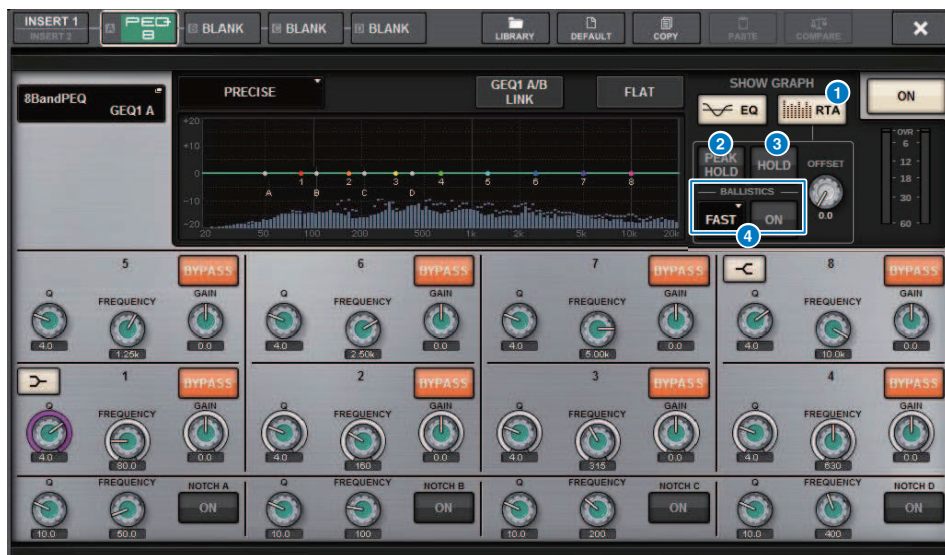 INSERT 1
INSERT 2
A
PEQ
8
B BLANK
C BLANK
D BLANK
LIBRARY
DEFAULT
COPY
PASTE
COMPARE
8BandPEQ
GEQ1 A
PRECISE
GEQ1 A/B
LINK
FLAT
SHOW GRAPH
EQ
RTA
1
ON
2
3
PEAK
HOLD
HOLD
OFFSET
0.0
BALLISTICS
FAST
ON
4
OVR
6
12
18
30
60
+20
+10
0
-10
-20
1 2 3 4 5 6 7 8
A B C D
20 50 100 200 500 1k 2k 5k 10k 20k
5 BYPASS 6 BYPASS 7 BYPASS 8 BYPASS
Q FREQUENCY GAIN Q FREQUENCY GAIN Q FREQUENCY GAIN Q FREQUENCY GAIN
4.0 1.25k 0.0 4.0 2.50k 0.0 4.0 5.00k 0.0 4.0 10.0k 0.0
1 BYPASS 2 BYPASS 3 BYPASS 4 BYPASS
Q FREQUENCY GAIN Q FREQUENCY GAIN Q FREQUENCY GAIN Q FREQUENCY GAIN
4.0 80.0 0.0 4.0 160 0.0 4.0 315 0.0 4.0 630 0.0
Q FREQUENCY NOTCH A Q FREQUENCY NOTCH B Q FREQUENCY NOTCH C Q FREQUENCY NOTCH D
ON ON ON ON
10.0 50.0 10.0 100 10.0 200 10.0 400